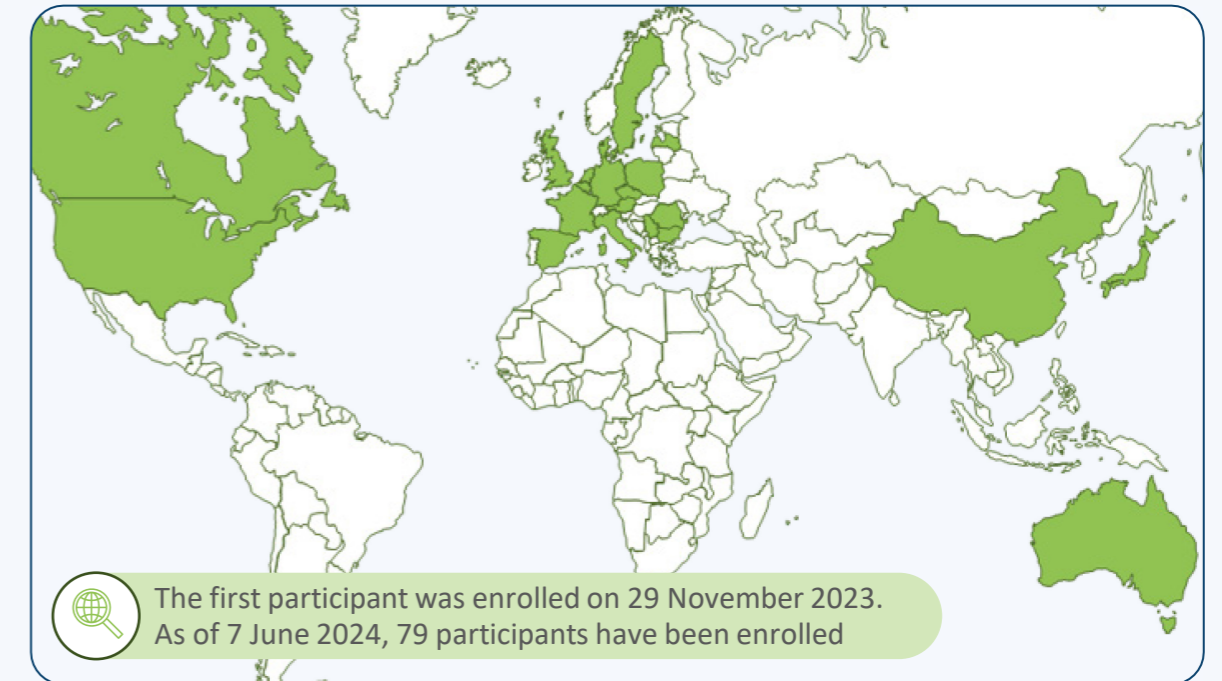 The first participant was enrolled on 29 November 2023.
As of 7 June 2024, 79 participants have been enrolled